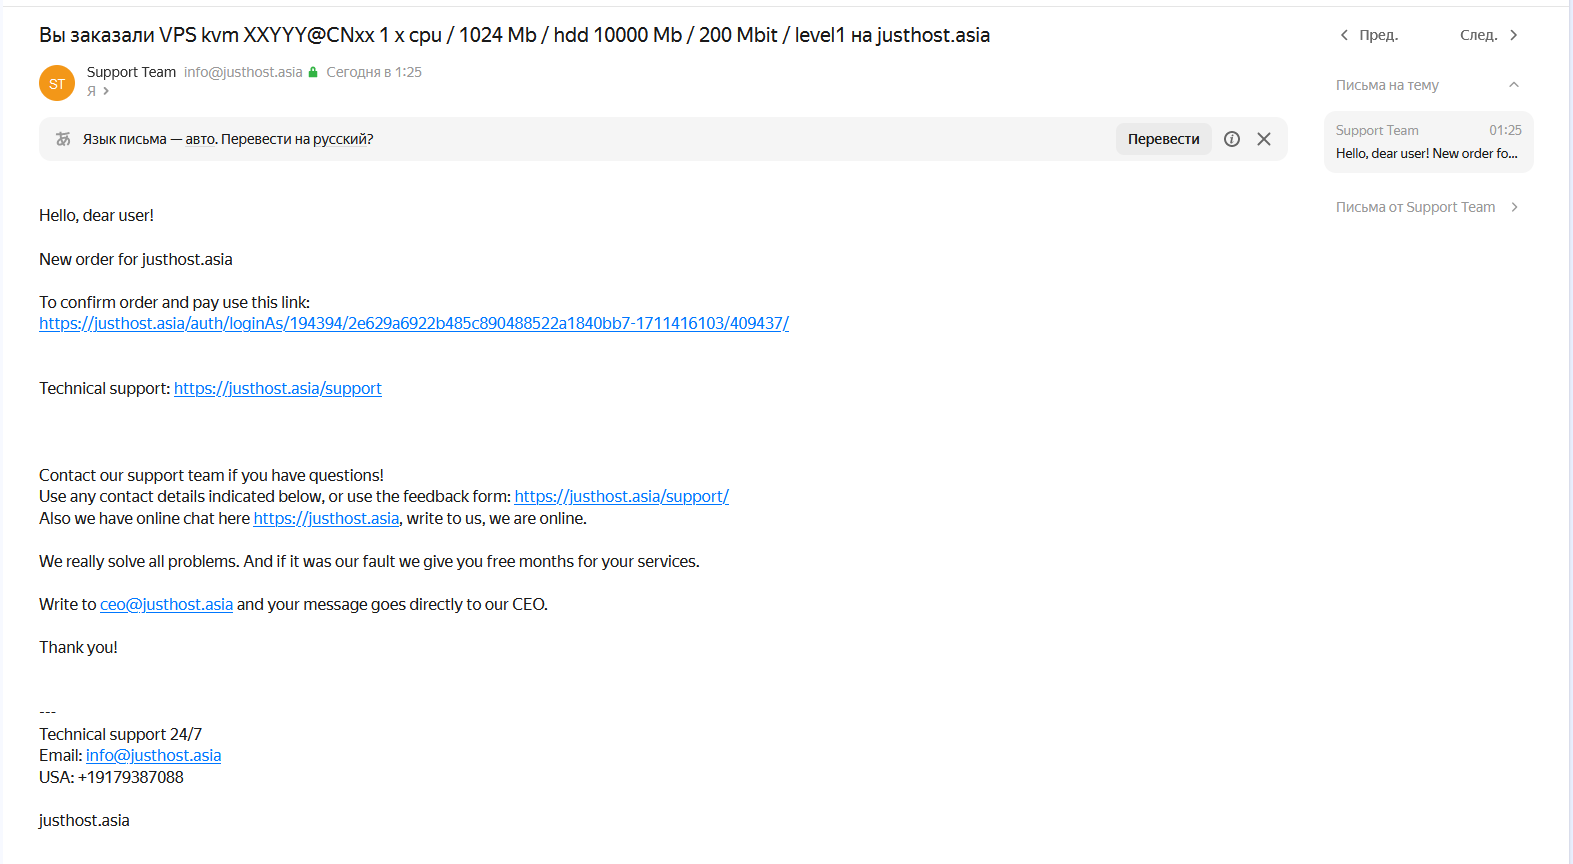 Вы заказали VPS kvm XXYYY@CNxx 1 x cpu / 1024 Mb / hdd 10000 Mb / 200 Mbit / level1 на justhost.asia
ST
Support Team info@justhost.asia Сегодня в 1:25
Я
Язык письма — авто. Перевести на русский?
Перевести
Hello, dear user!
New order for justhost.asia
To confirm order and pay use this link:
https://justhost.asia/auth/loginAs/194394/2e629a6922b485c890488522a1840bb7-1711416103/409437/
Technical support: https://justhost.asia/support
Contact our support team if you have questions!
Use any contact details indicated below, or use the feedback form: https://justhost.asia/support/
Also we have online chat here https://justhost.asia, write to us, we are online.
We really solve all problems. And if it was our fault we give you free months for your services.
Write to ceo@justhost.asia and your message goes directly to our CEO.
Thank you!
---
Technical support 24/7
Email: info@justhost.asia
USA: +19179387088
justhost.asia
Пред.
След.
Письма на тему
Support Team 01:25
Hello, dear user! New order fo...
Письма от Support Team